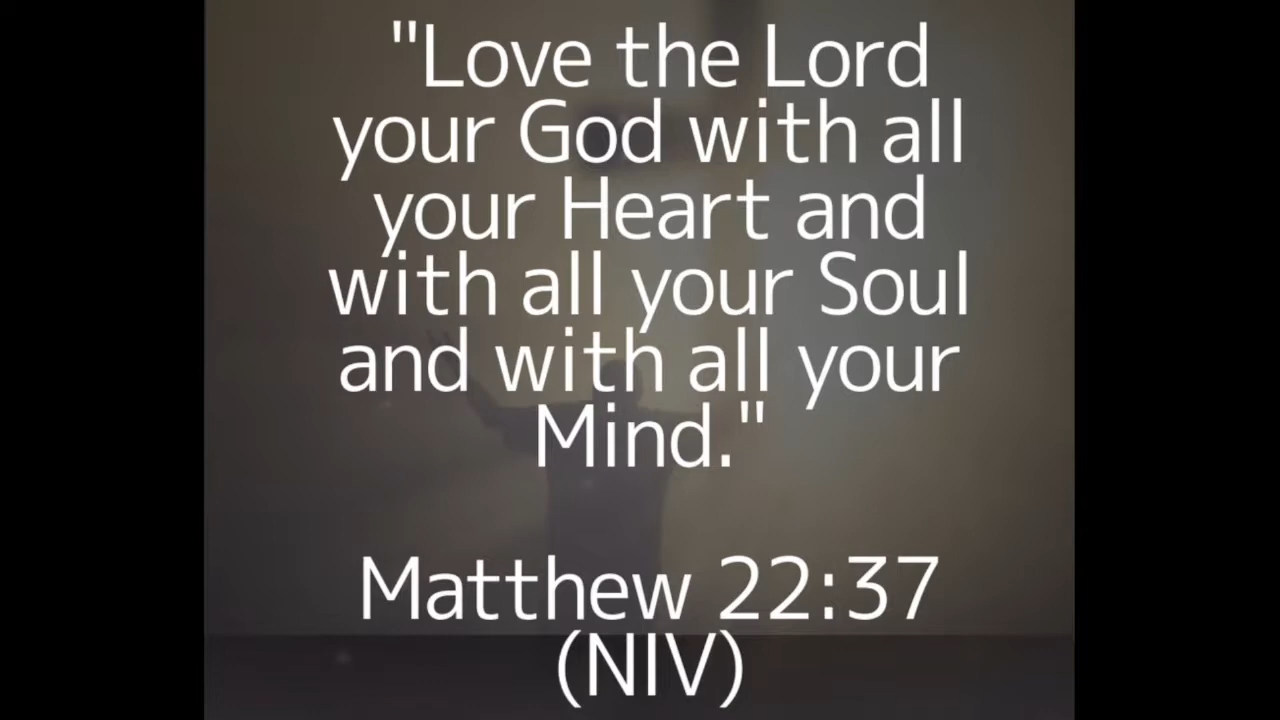 "Love the Lord
your God with all
your Heart and
with all your Soul
and with all your
Mind."
Matthew 22:37
(NIV)